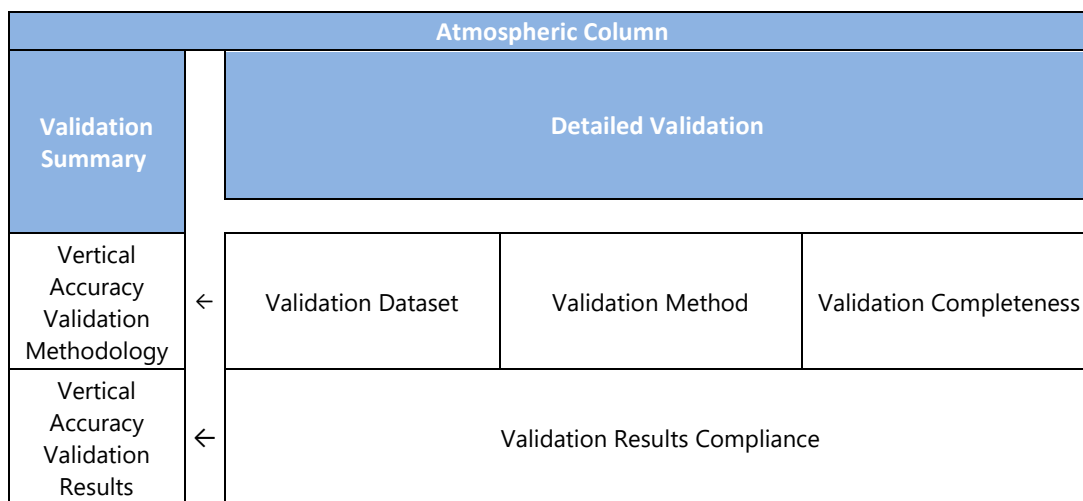 Atmospheric Column
Validation
Summary
Detailed Validation
Vertical
Accuracy
Validation
Methodology
←
Validation Dataset
Validation Method
Validation Completeness
Vertical
Accuracy
Validation
Results
←
Validation Results Compliance